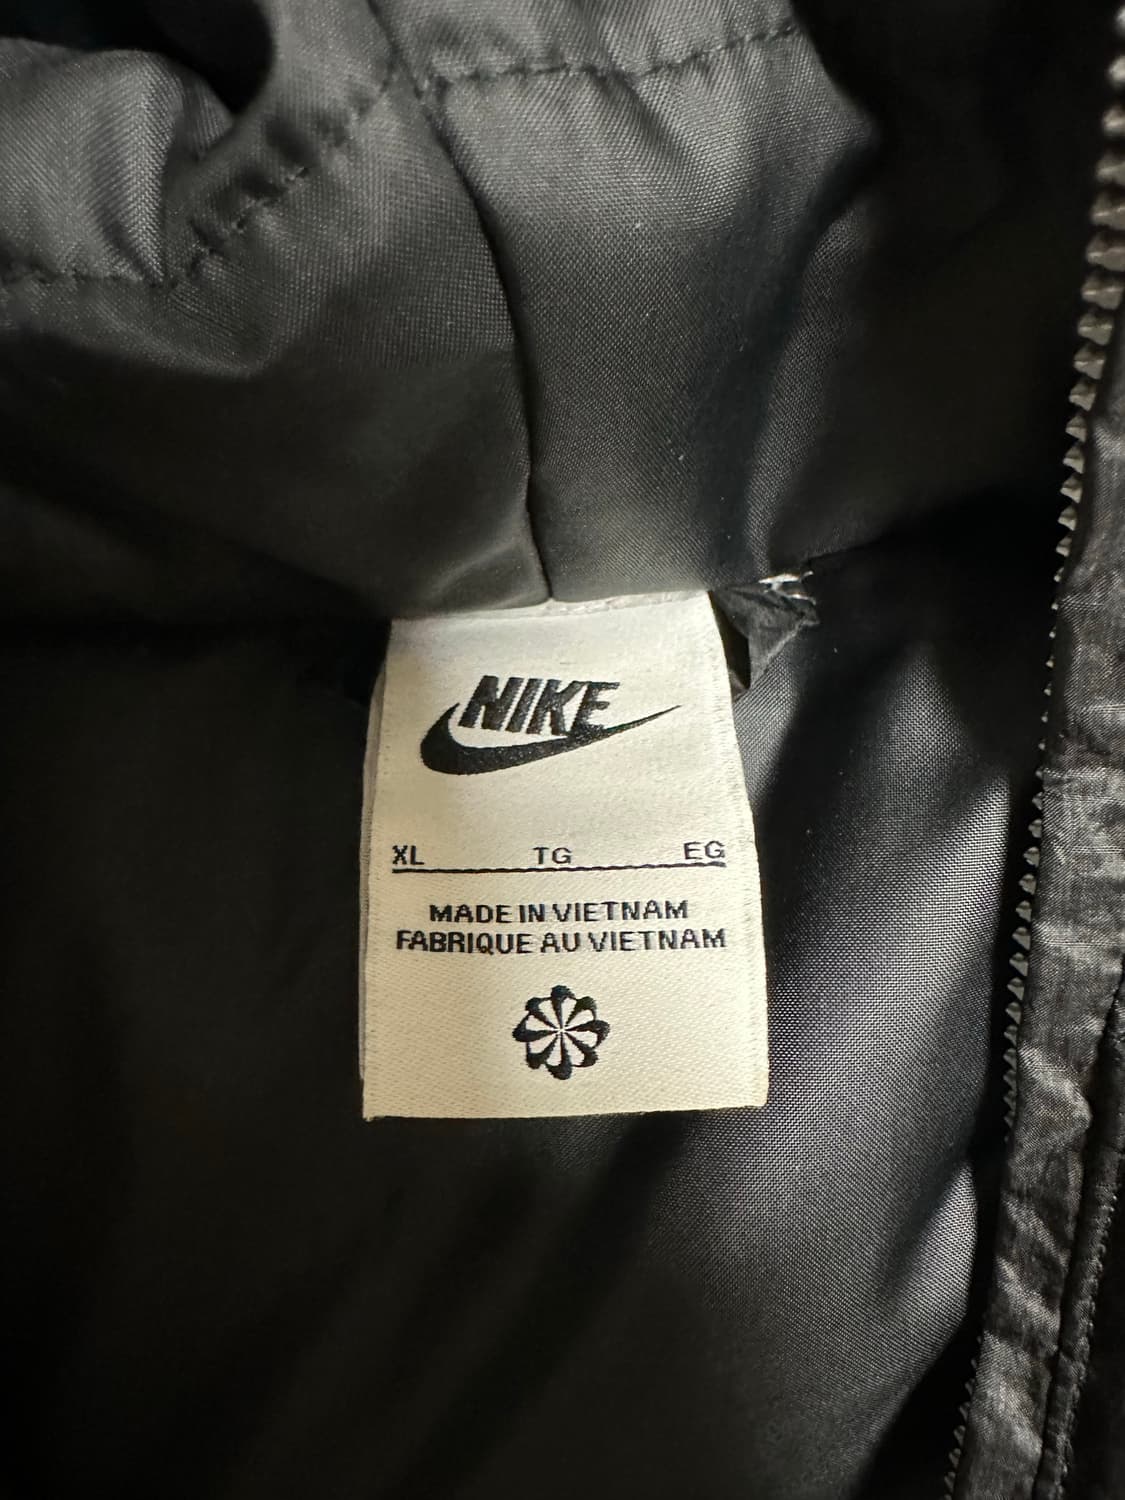 NIKE
XL TG EG
MADE IN VIETNAM
FABRIQUE AU VIETNAM